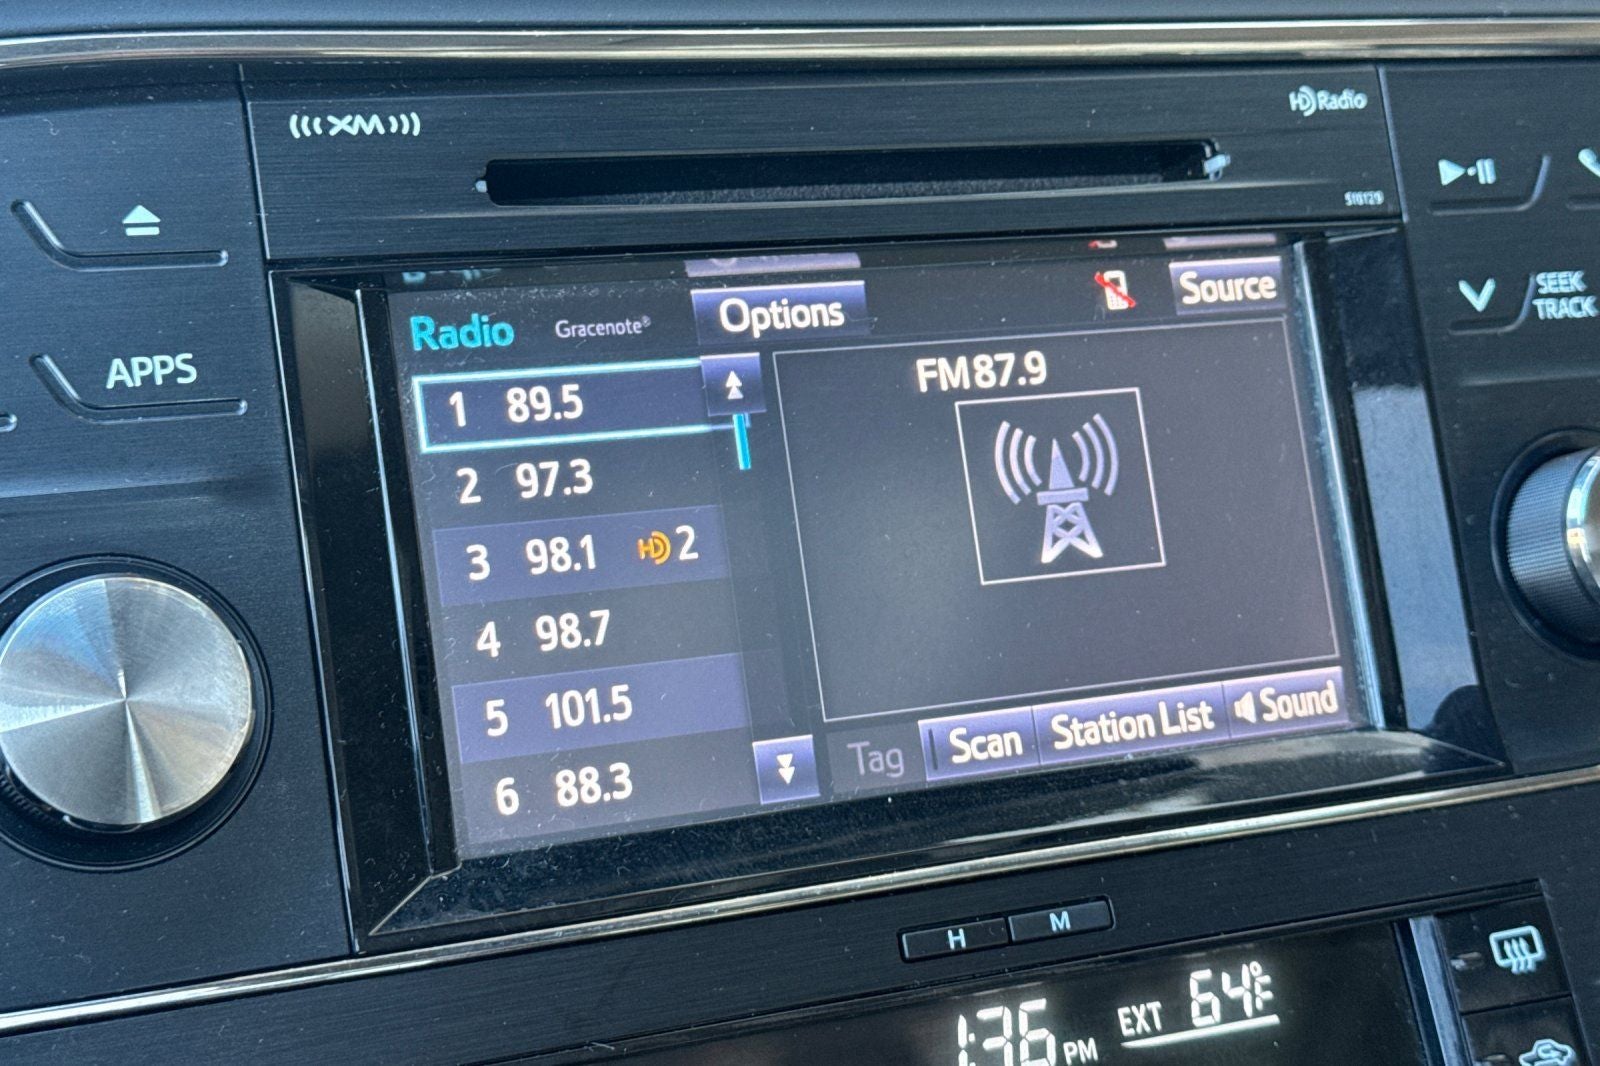 XM
HD Radio
510129
SEEK
TRACK
APPS
Radio
Gracenote®
Options
Source
1 89.5
2 97.3
3 98.1 HD 2
4 98.7
5 101.5
6 88.3
FM87.9
Tag
Scan
Station List
Sound
H
M
1:36 PM
EXT 64°F